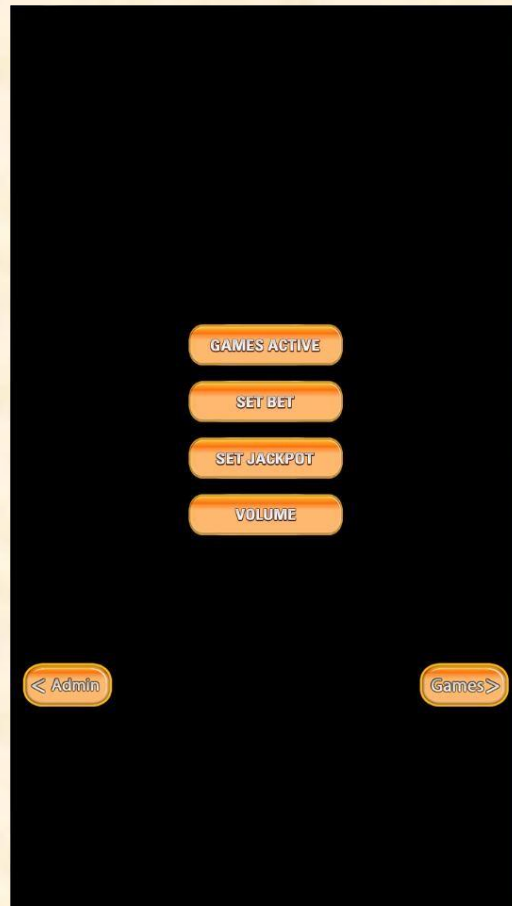 GAMES ACTIVE
SET BET
SET JACKPOT
VOLUME
< Admin
Games >